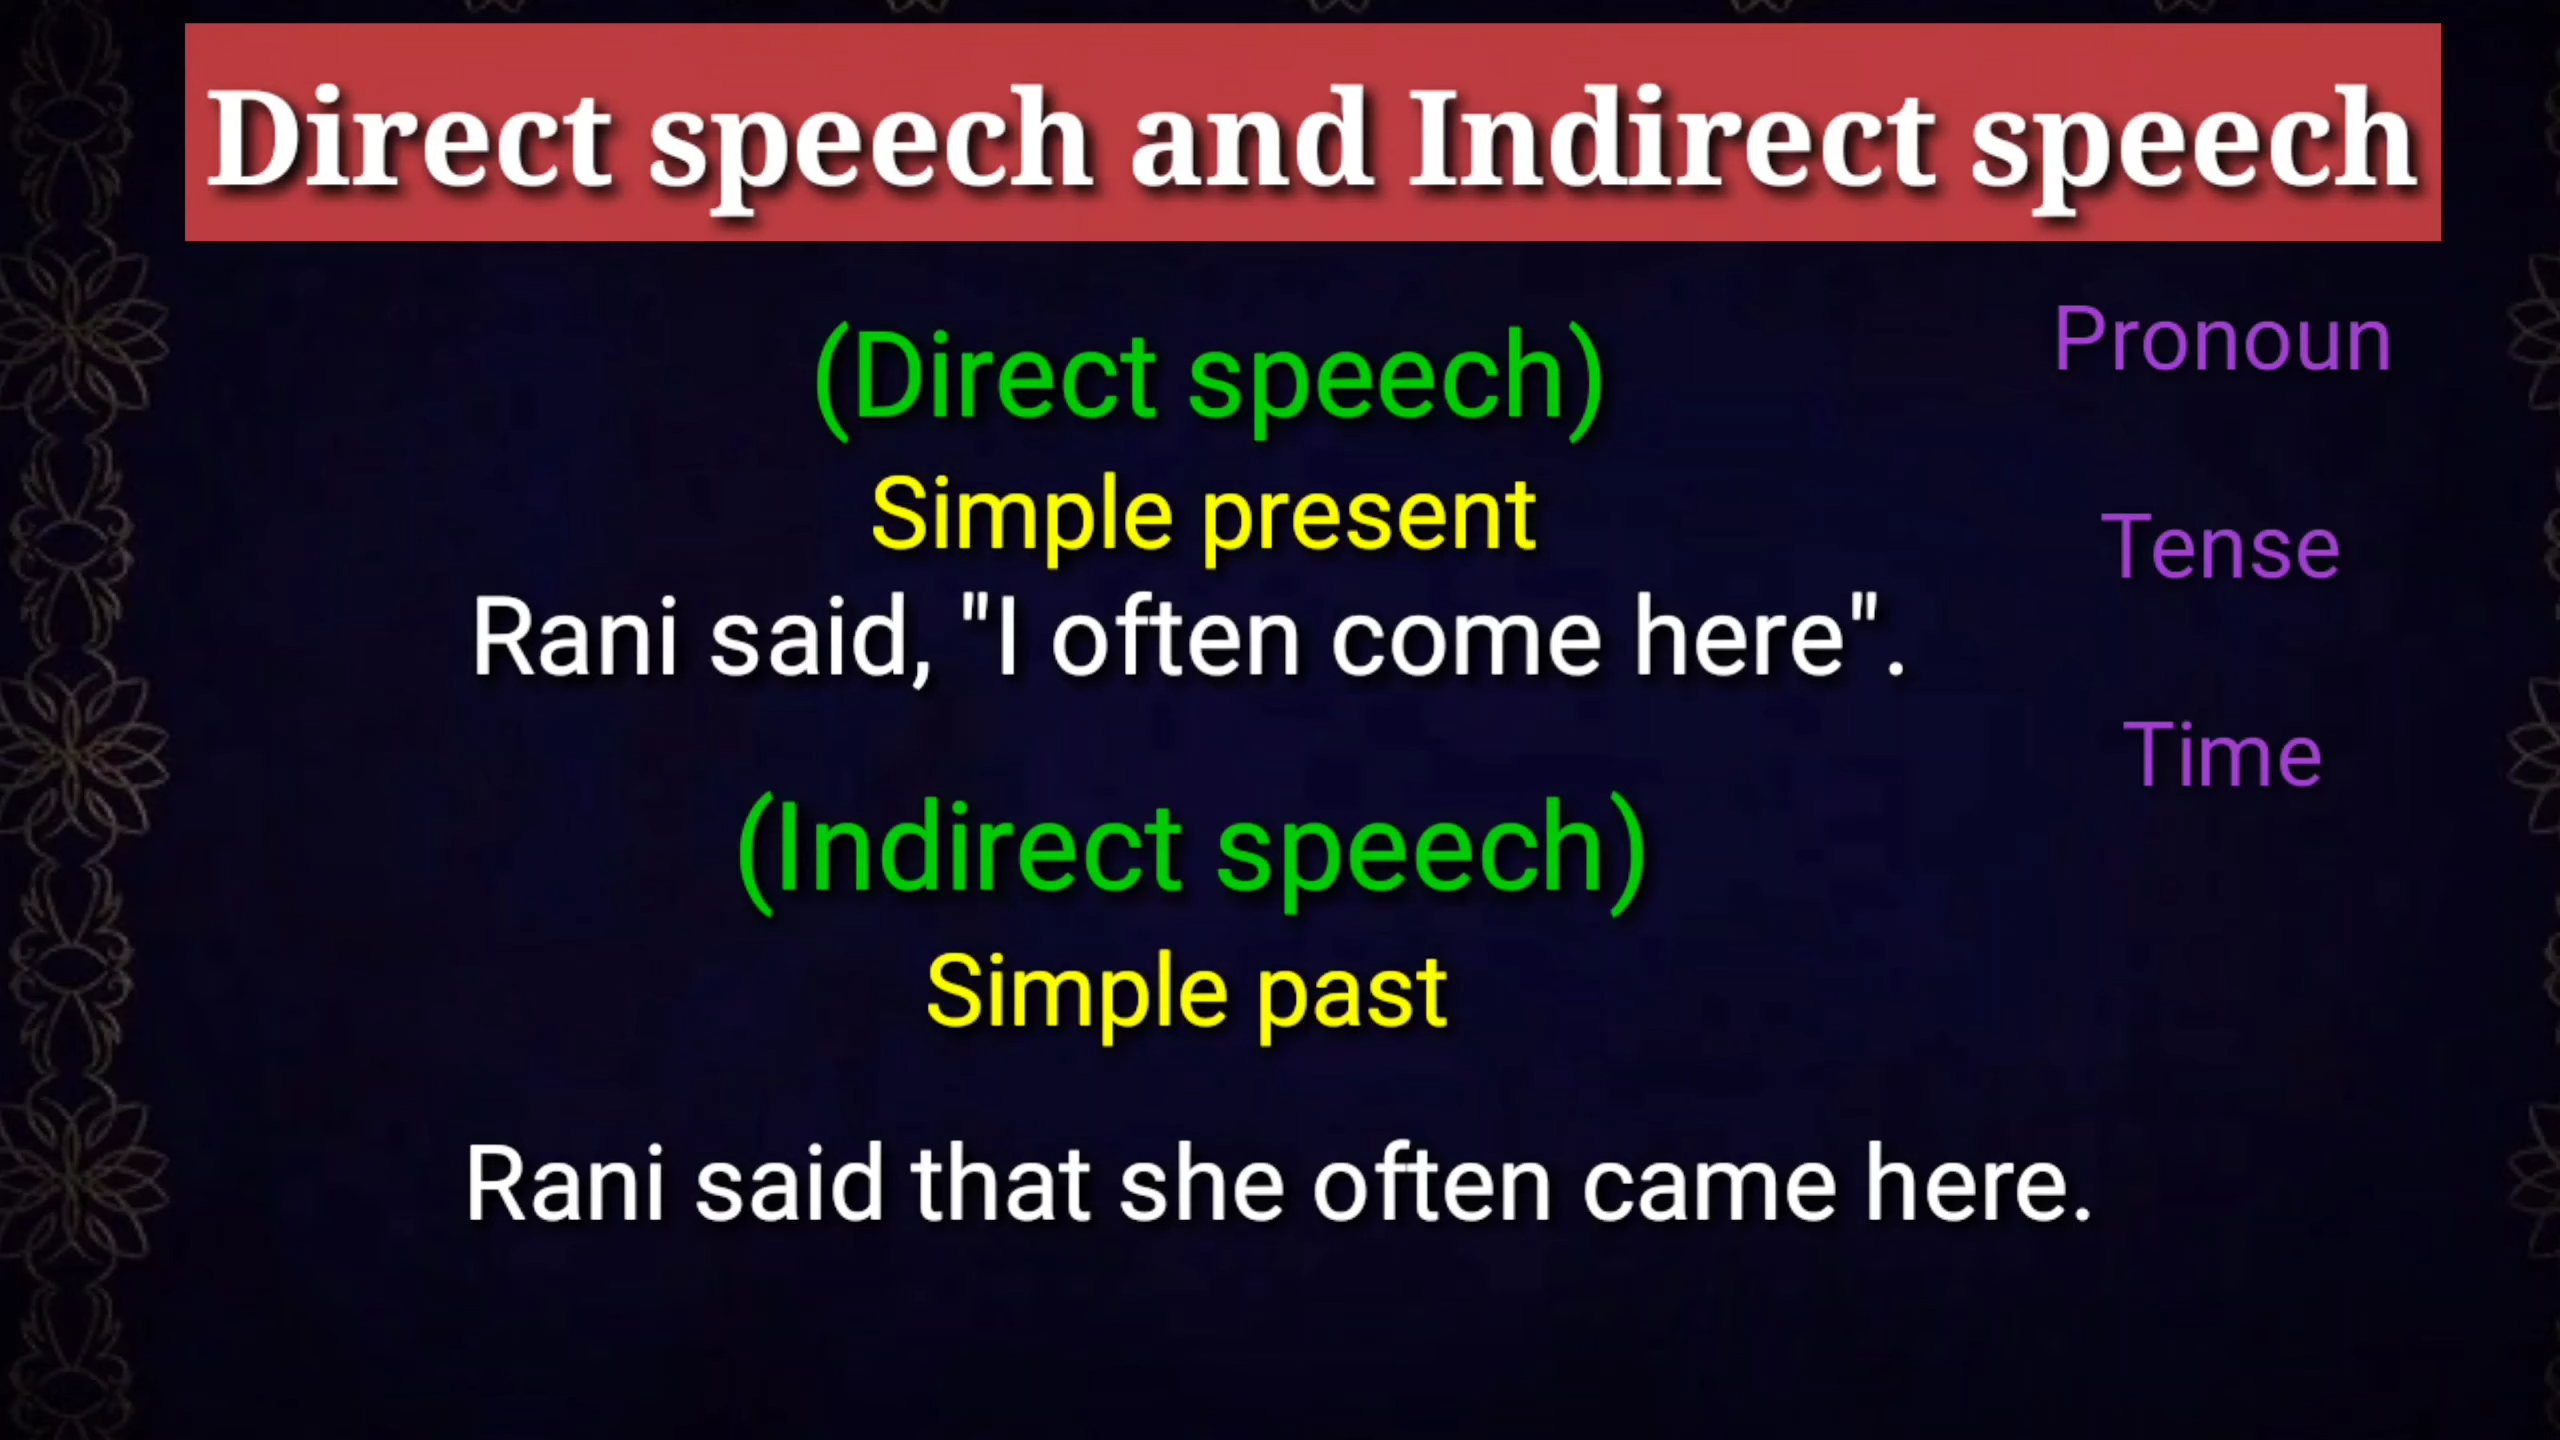 Direct speech and Indirect speech
(Direct speech)
Pronoun
Simple present
Tense
Rani said, "I often come here".
Time
(Indirect speech)
Simple past
Rani said that she often came here.